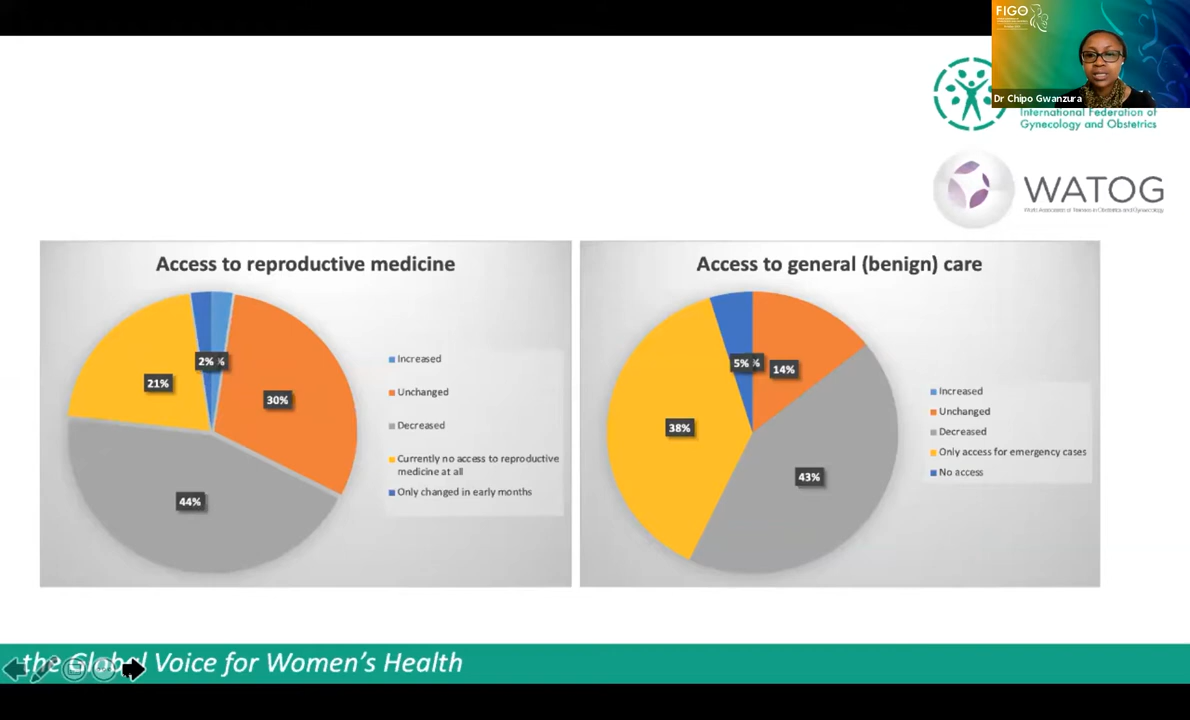 FIGO
Dr Chipo Gwanzura
International Federation of
Gynecology and Obstetrics
WATOG
World Association of Trainees in Obstetrics and Gynecology
Access to reproductive medicine
2%
%
21%
30%
44%
Increased
Unchanged
Decreased
Currently no access to reproductive
medicine at all
Only changed in early months
Access to general (benign) care
5%
%
14%
38%
43%
Increased
Unchanged
Decreased
Only access for emergency cases
No access
the Global Voice for Women's Health